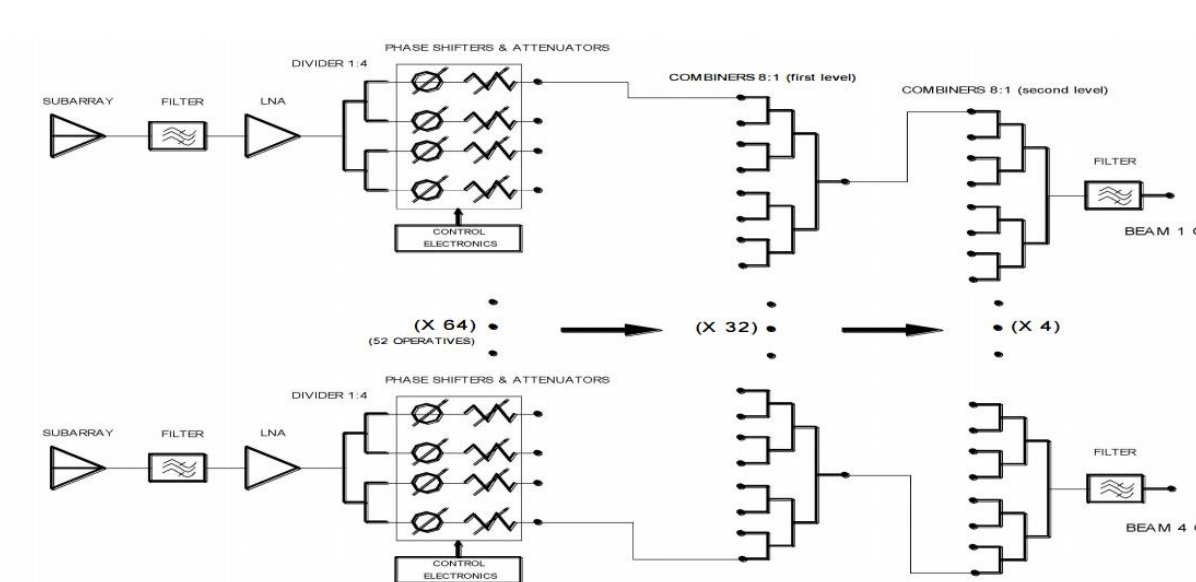 PHASE SHIFTERS & ATTENUATORS
DIVIDER 1:4
COMBINERS 8:1 (first level)
COMBINERS 8:1 (second level)
SUBARRAY
FILTER
LNA
FILTER
CONTROL
ELECTRONICS
BEAM 1
(X 64)
(52 OPERATIVES)
(X 32)
(X 4)
PHASE SHIFTERS & ATTENUATORS
DIVIDER 1:4
SUBARRAY
FILTER
LNA
FILTER
BEAM 4
CONTROL
ELECTRONICS